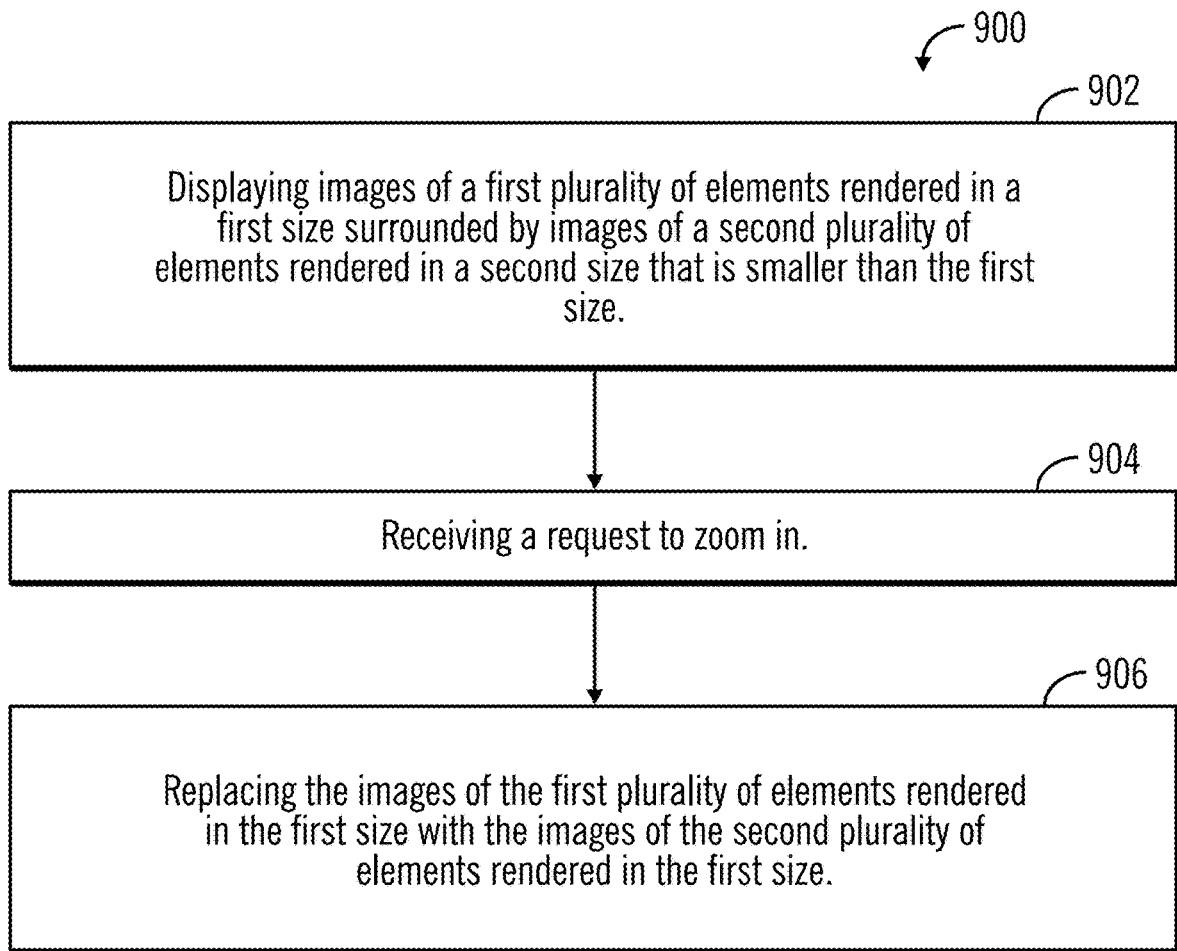 900
902
Displaying images of a first plurality of elements rendered in a
first size surrounded by images of a second plurality of
elements rendered in a second size that is smaller than the first
size.
904
Receiving a request to zoom in.
906
Replacing the images of the first plurality of elements rendered
in the first size with the images of the second plurality of
elements rendered in the first size.